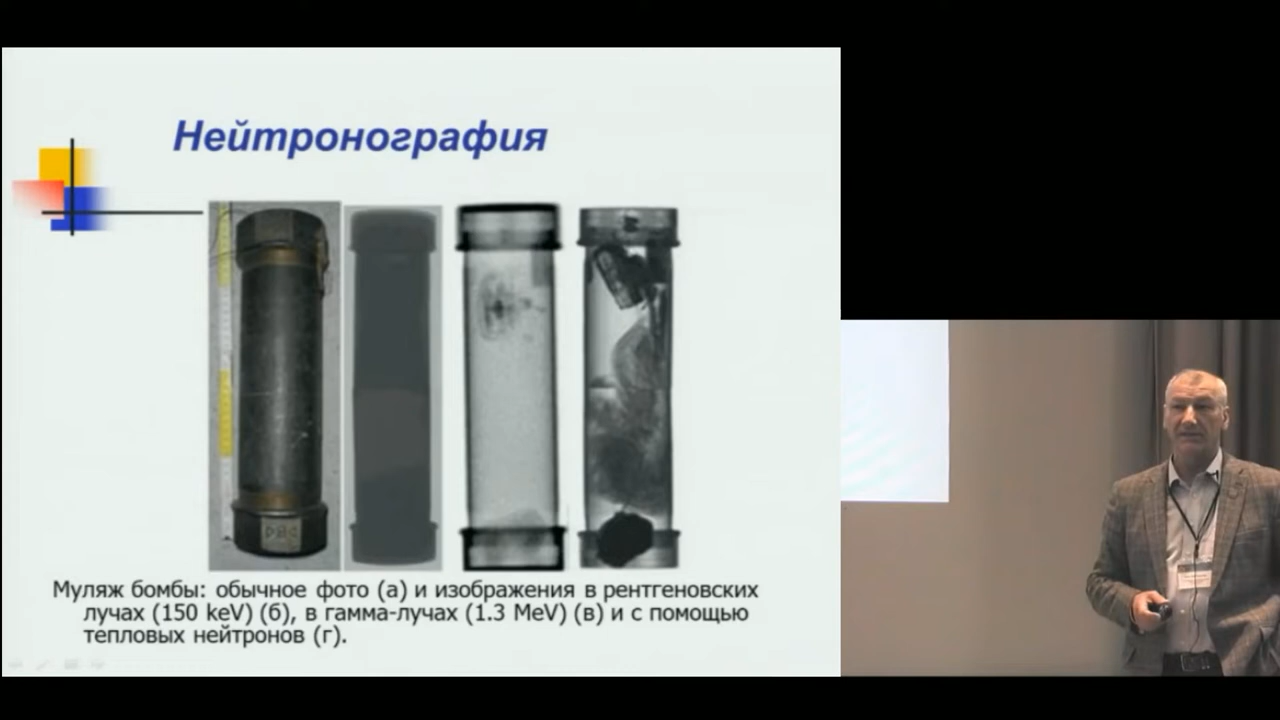 Нейтронография
Муляж бомбы: обычное фото (а) и изображения в рентгеновских
лучах (150 keV) (б), в гамма-лучах (1.3 MeV) (в) и с помощью
тепловых нейтронов (г).